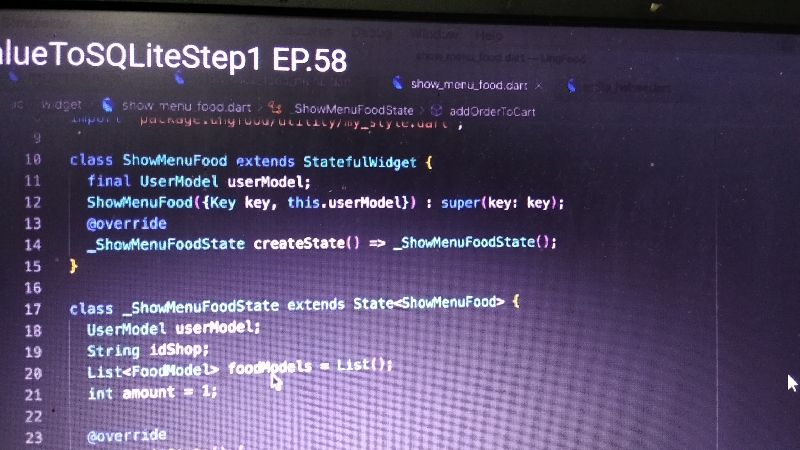 alueToSQLiteStep1 EP.58
show_menu_food.dart ×
widget > show_menu_food.dart > _ShowMenuFoodState > addOrderToCart
9 import 'package:ungfood/utility/my_style.dart';
10 class ShowMenuFood extends StatefulWidget {
11 final UserModel userModel;
12 ShowMenuFood({Key key, this.userModel}) : super(key: key);
13 @override
14 _ShowMenuFoodState createState() => _ShowMenuFoodState();
15 }
16
17 class _ShowMenuFoodState extends State<ShowMenuFood> {
18 UserModel userModel;
19 String idShop;
20 List<FoodModel> foodModels = List();
21 int amount = 1;
22
23 @override